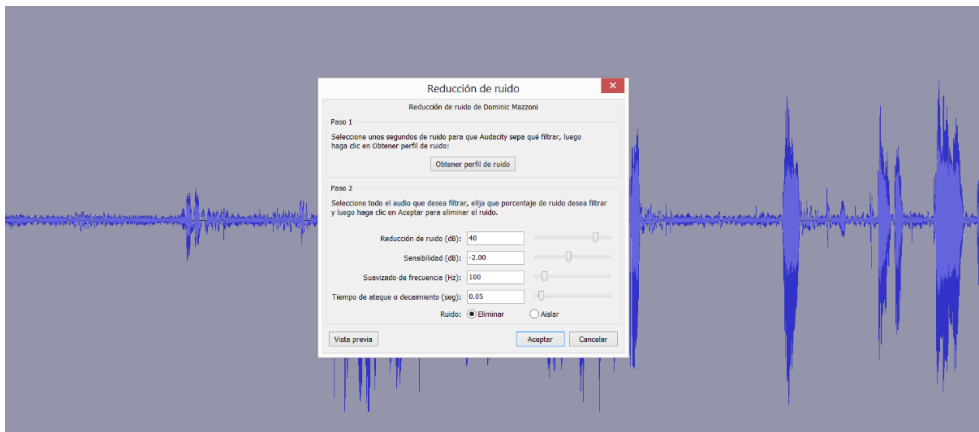 Reducción de ruido
Reducción de ruido de Dominic Mazzoni
Paso 1
Seleccione unos segundos de ruido para que Audacity sepa qué filtrar, luego
haga clic en Obtener perfil de ruido:
Obtener perfil de ruido
Paso 2
Seleccione todo el audio que desea filtrar, elija que porcentaje de ruido desea filtrar
y luego haga clic en Aceptar para eliminar el ruido.
Reducción de ruido (dB): 40
Sensibilidad (dB): -2.00
Suavizado de frecuencia (Hz): 100
Tiempo de ataque o decaimiento (seg): 0.05
Ruido: Eliminar Aislar
Vista previa Aceptar Cancelar